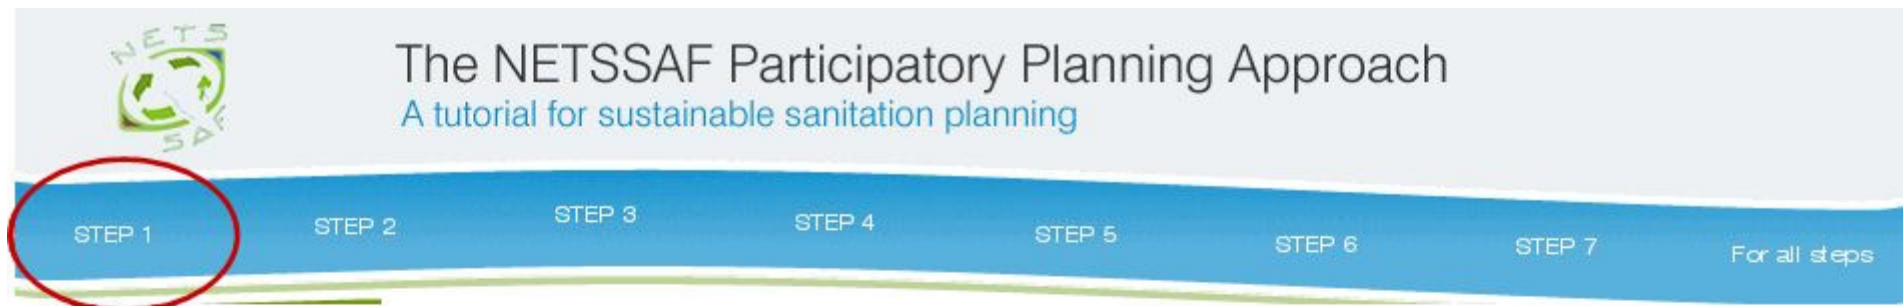 NETS
SAF
The NETSSAF Participatory Planning Approach
A tutorial for sustainable sanitation planning
STEP 1
STEP 2
STEP 3
STEP 4
STEP 5
STEP 6
STEP 7
For all steps